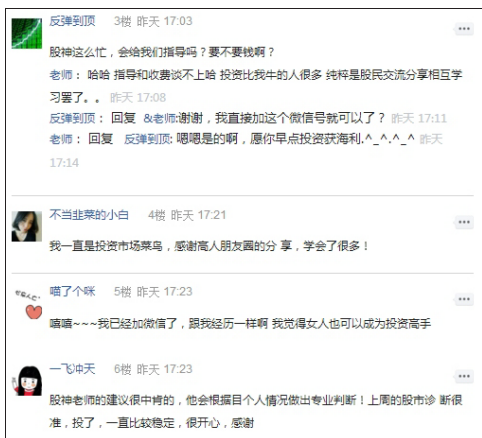 反弹到顶 3楼 昨天 17:03
股神这么忙，会给我们指导吗？要不要钱啊？
老师： 哈哈 指导和收费谈不上哈 投资比我牛的人很多 纯粹是股民交流分享相互学
习罢了。。 昨天 17:08
反弹到顶： 回复 &老师:谢谢，我直接加这个微信号就可以了？ 昨天 17:11
老师： 回复 反弹到顶: 嗯嗯是的啊，愿你早点投资获海利.^_^.^_^ 昨天
17:14
不当韭菜的小白 4楼 昨天 17:21
我一直是投资市场菜鸟，感谢高人朋友圈的分 享，学会了很多！
喵了个咪 5楼 昨天 17:23
嘻嘻~~~我已经加微信了，跟我经历一样啊 我觉得女人也可以成为投资高手
一飞冲天 6楼 昨天 17:23
股神老师的建议很中肯的，他会根据目个人情况做出专业判断！上周的股市诊 断很
准，投了，一直比较稳定，很开心，感谢